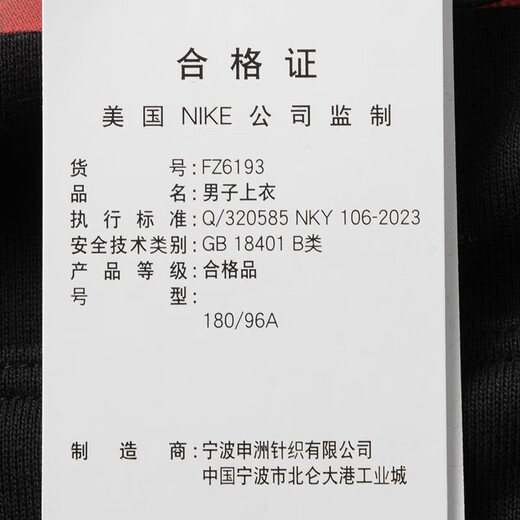 合格证
美国 NIKE 公司监制
货号:FZ6193
品名:男子上衣
执行标准:Q/320585 NKY 106-2023
安全技术类别:GB 18401 B类
产品等级:合格品
号型:
180/96A
制造商:宁波申洲针织有限公司
中国宁波市北仑大港工业城